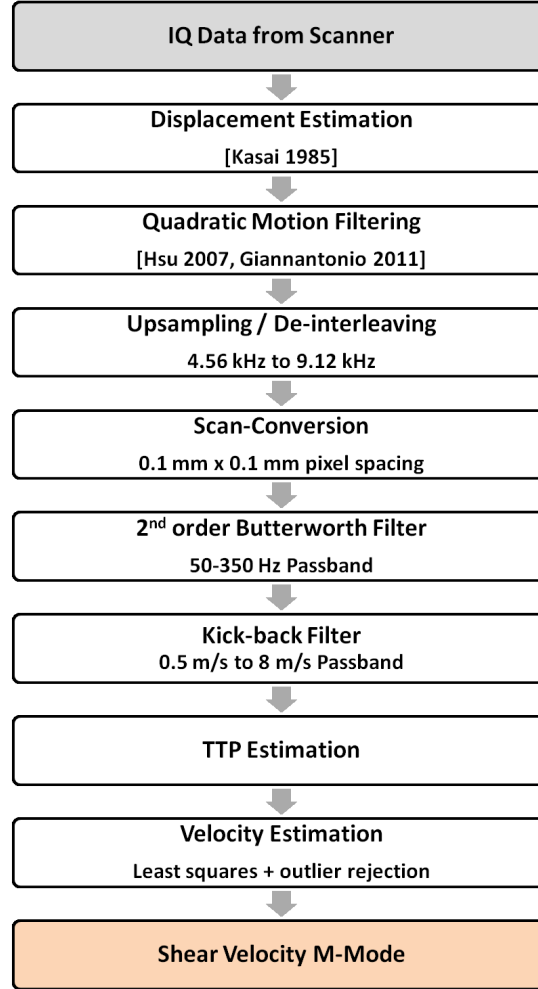 IQ Data from Scanner
Displacement Estimation
[Kasai 1985]
Quadratic Motion Filtering
[Hsu 2007, Giannantonio 2011]
Upsampling / De-interleaving
4.56 kHz to 9.12 kHz
Scan-Conversion
0.1 mm x 0.1 mm pixel spacing
2nd order Butterworth Filter
50-350 Hz Passband
Kick-back Filter
0.5 m/s to 8 m/s Passband
TTP Estimation
Velocity Estimation
Least squares + outlier rejection
Shear Velocity M-Mode